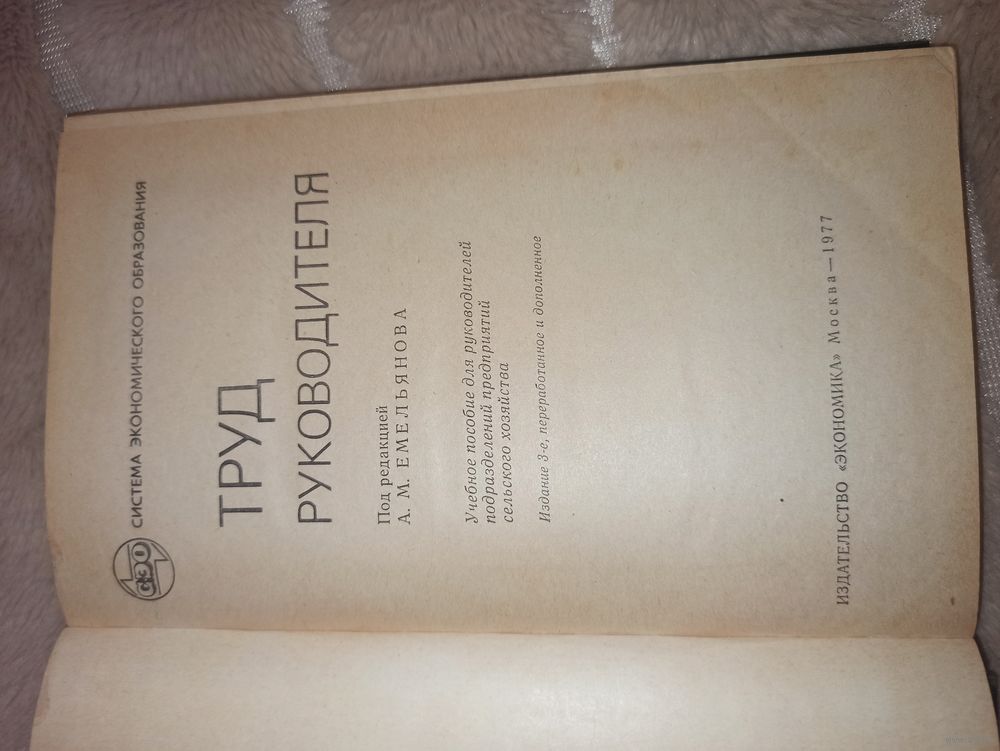 СЭО
СИСТЕМА ЭКОНОМИЧЕСКОГО ОБРАЗОВАНИЯ
ТРУД
РУКОВОДИТЕЛЯ
Под редакцией
А. М. ЕМЕЛЬЯНОВА
Учебное пособие для руководителей
подразделений предприятий
сельского хозяйства
Издание 3-е, переработанное и дополненное
ИЗДАТЕЛЬСТВО «ЭКОНОМИКА» Москва—1977